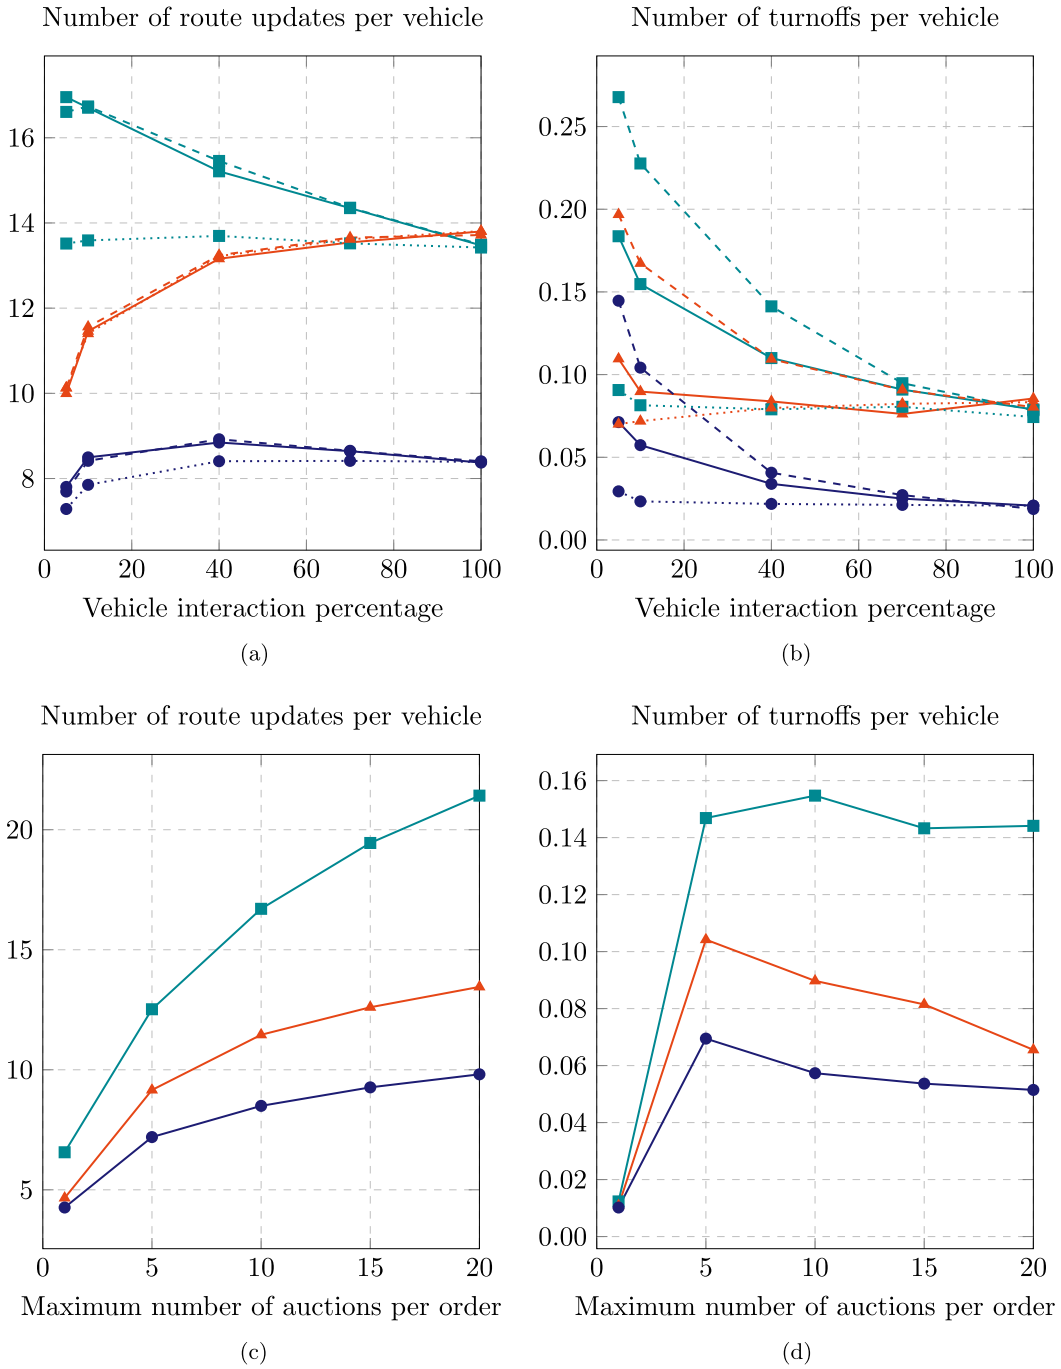 Number of route updates per vehicle
16
14
12
10
8
0 20 40 60 80 100
Vehicle interaction percentage
(a)
Number of turnoffs per vehicle
0.25
0.20
0.15
0.10
0.05
0.00
0 20 40 60 80 100
Vehicle interaction percentage
(b)
Number of route updates per vehicle
20
15
10
5
0 5 10 15 20
Maximum number of auctions per order
(c)
Number of turnoffs per vehicle
0.16
0.14
0.12
0.10
0.08
0.06
0.04
0.02
0.00
0 5 10 15 20
Maximum number of auctions per order
(d)